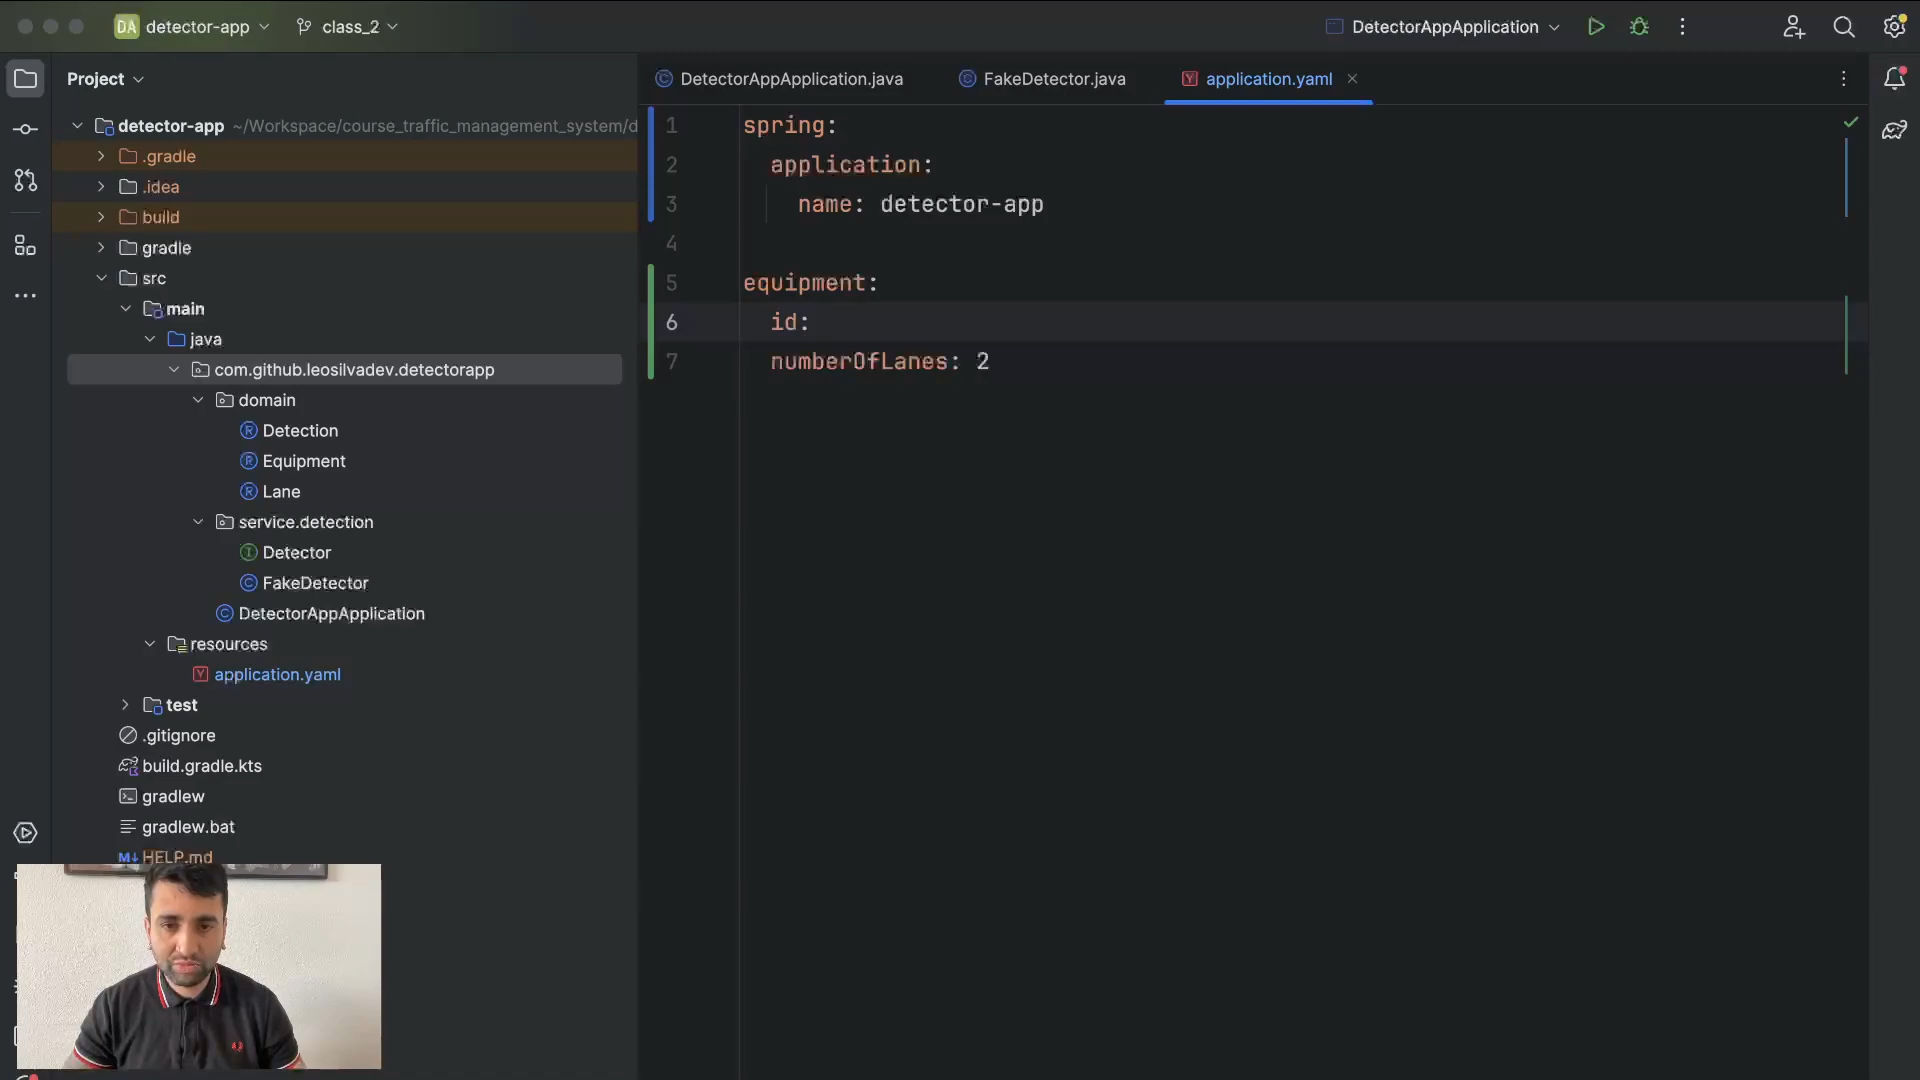 DA detector-app
class_2
DetectorAppApplication
Project
DetectorAppApplication.java
FakeDetector.java
application.yaml
detector-app ~/Workspace/course_traffic_management_system/d
.gradle
.idea
build
gradle
src
main
java
com.github.leosilvadev.detectorapp
domain
Detection
Equipment
Lane
service.detection
Detector
FakeDetector
DetectorAppApplication
resources
application.yaml
test
.gitignore
build.gradle.kts
gradlew
gradlew.bat
HELP.md
1 spring:
2 application:
3 name: detector-app
4
5 equipment:
6 id:
7 numberOfLanes: 2